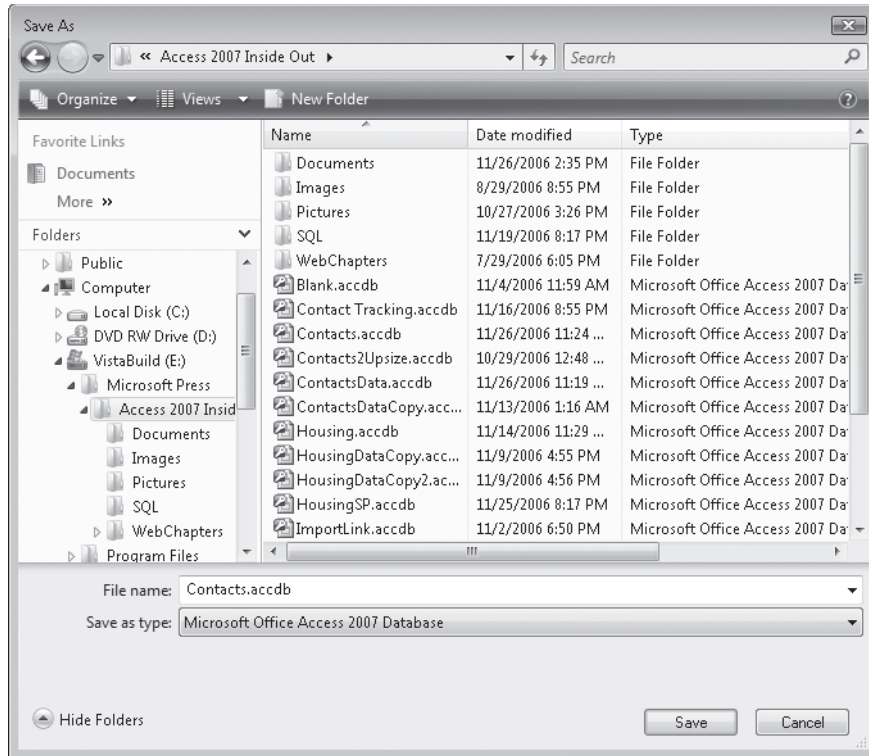 Save As
« Access 2007 Inside Out
Search
Organize
Views
New Folder
Favorite Links
Documents
More »
Folders
Public
Computer
Local Disk (C:)
DVD RW Drive (D:)
VistaBuild (E:)
Microsoft Press
Access 2007 Insid
Documents
Images
Pictures
SQL
WebChapters
Program Files
Name Date modified Type
Documents 11/26/2006 2:35 PM File Folder
Images 8/29/2006 8:55 PM File Folder
Pictures 10/27/2006 3:26 PM File Folder
SQL 11/19/2006 8:17 PM File Folder
WebChapters 7/29/2006 6:05 PM File Folder
Blank.accdb 11/4/2006 11:59 AM Microsoft Office Access 2007 Da
Contact Tracking.accdb 11/16/2006 8:55 PM Microsoft Office Access 2007 Da
Contacts.accdb 11/26/2006 11:24 ... Microsoft Office Access 2007 Da
Contacts2Upsize.accdb 10/29/2006 12:48 ... Microsoft Office Access 2007 Da
ContactsData.accdb 11/26/2006 11:19 ... Microsoft Office Access 2007 Da
ContactsDataCopy.acc... 11/13/2006 1:16 AM Microsoft Office Access 2007 Da
Housing.accdb 11/14/2006 11:29 ... Microsoft Office Access 2007 Da
HousingDataCopy.acc... 11/9/2006 4:55 PM Microsoft Office Access 2007 Da
HousingDataCopy2.ac... 11/9/2006 4:56 PM Microsoft Office Access 2007 Da
HousingSP.accdb 11/25/2006 8:17 PM Microsoft Office Access 2007 Da
ImportLink.accdb 11/2/2006 6:50 PM Microsoft Office Access 2007 Da
File name: Contacts.accdb
Save as type: Microsoft Office Access 2007 Database
Hide Folders
Save
Cancel